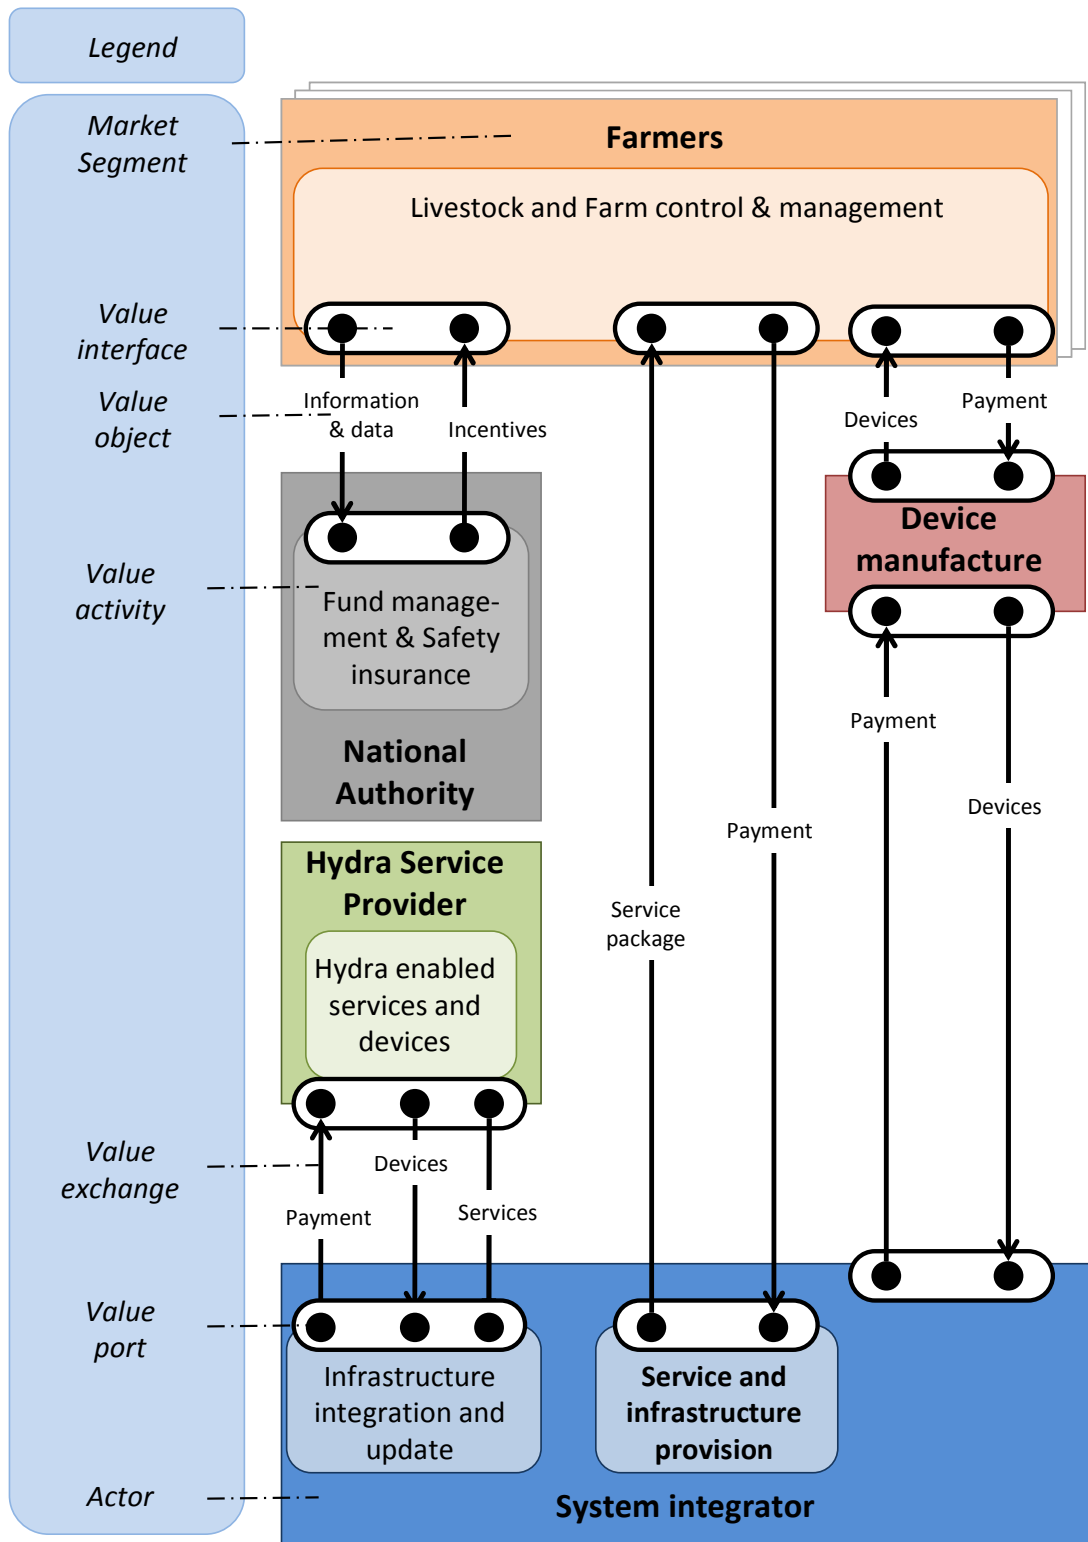 Legend
Market
Segment
Farmers
Livestock and Farm control & management
Value
interface
Value
object
Information
& data
Incentives
Devices
Payment
Device
manufacture
Value
activity
Fund manage-
ment & Safety
insurance
National
Authority
Payment
Devices
Payment
Service
package
Hydra Service
Provider
Hydra enabled
services and
devices
Value
exchange
Devices
Payment
Services
Value
port
Infrastructure
integration and
update
Service and
infrastructure
provision
Actor
System integrator